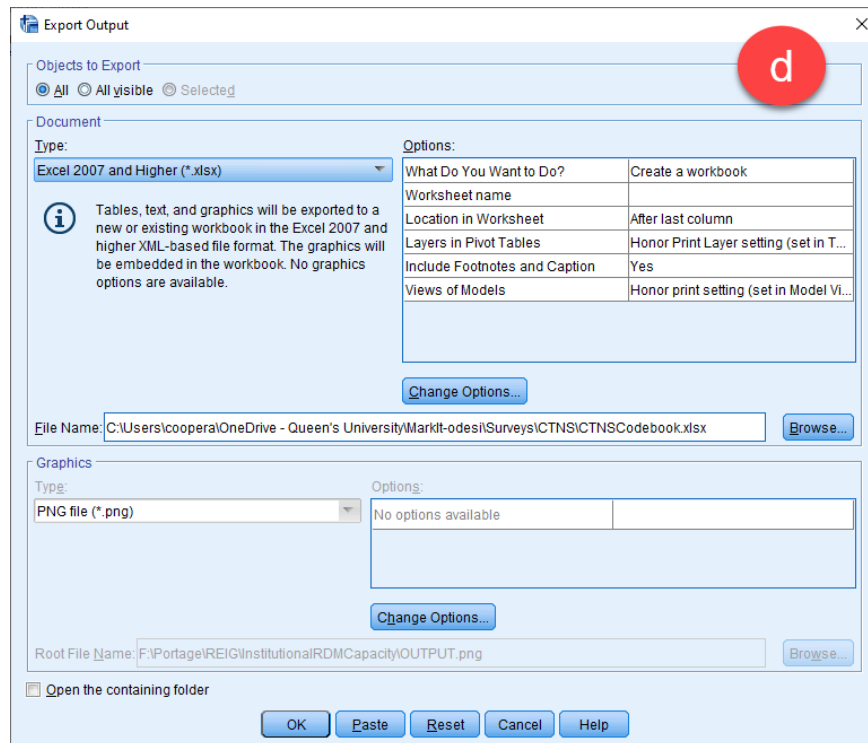 Export Output
d
Objects to Export
All All visible Selected
Document
Type:
Excel 2007 and Higher (*.xlsx)
Tables, text, and graphics will be exported to a
new or existing workbook in the Excel 2007 and
higher XML-based file format. The graphics will
be embedded in the workbook. No graphics
options are available.
Options:
What Do You Want to Do? Create a workbook
Worksheet name
Location in Worksheet After last column
Layers in Pivot Tables Honor Print Layer setting (set in T...
Include Footnotes and Caption Yes
Views of Models Honor print setting (set in Model Vi...
Change Options...
File Name: C:\Users\coopera\OneDrive - Queen's University\MarkIt-odesi\Surveys\CTNS\CTNSCodebook.xlsx Browse...
Graphics
Type:
PNG file (*.png)
Options:
No options available
Change Options...
Root File Name: F:\Portage\REIG\InstitutionalRDMCapacity\OUTPUT.png Browse...
Open the containing folder
OK Paste Reset Cancel Help